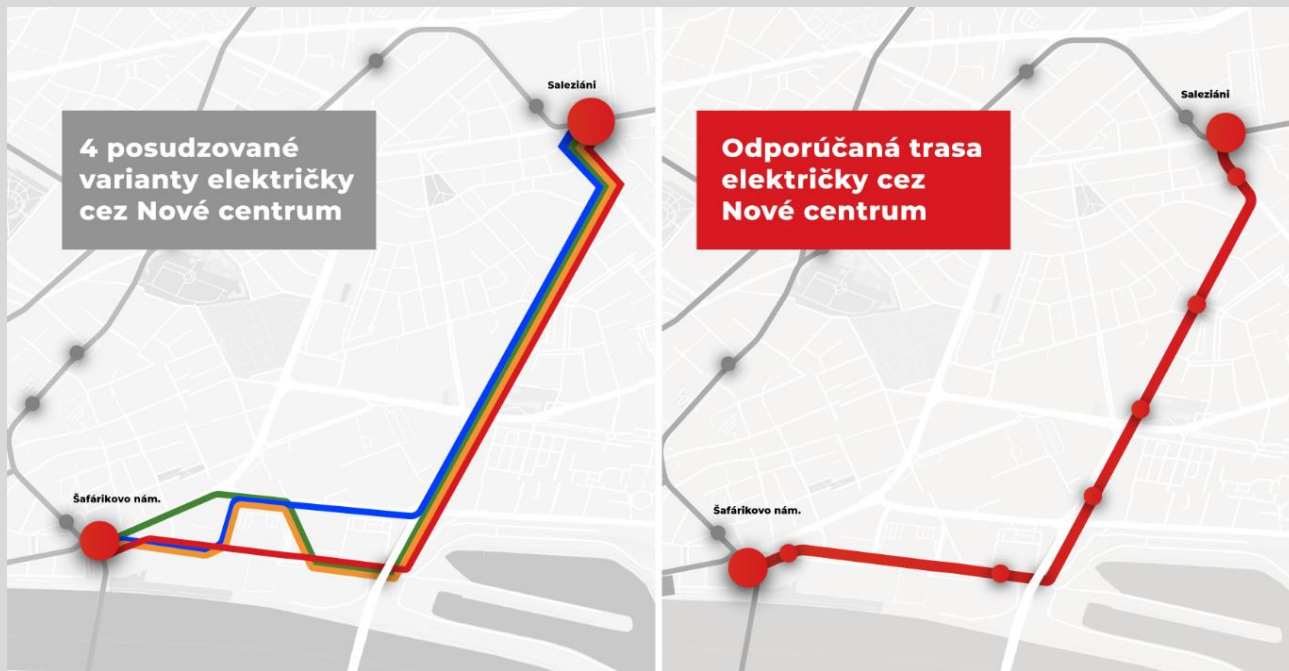 Saleziáni
4 posudzované
varianty električky
cez Nové centrum
Šafárikovo nám.
Saleziáni
Odporúčaná trasa
električky cez
Nové centrum
Šafárikovo nám.